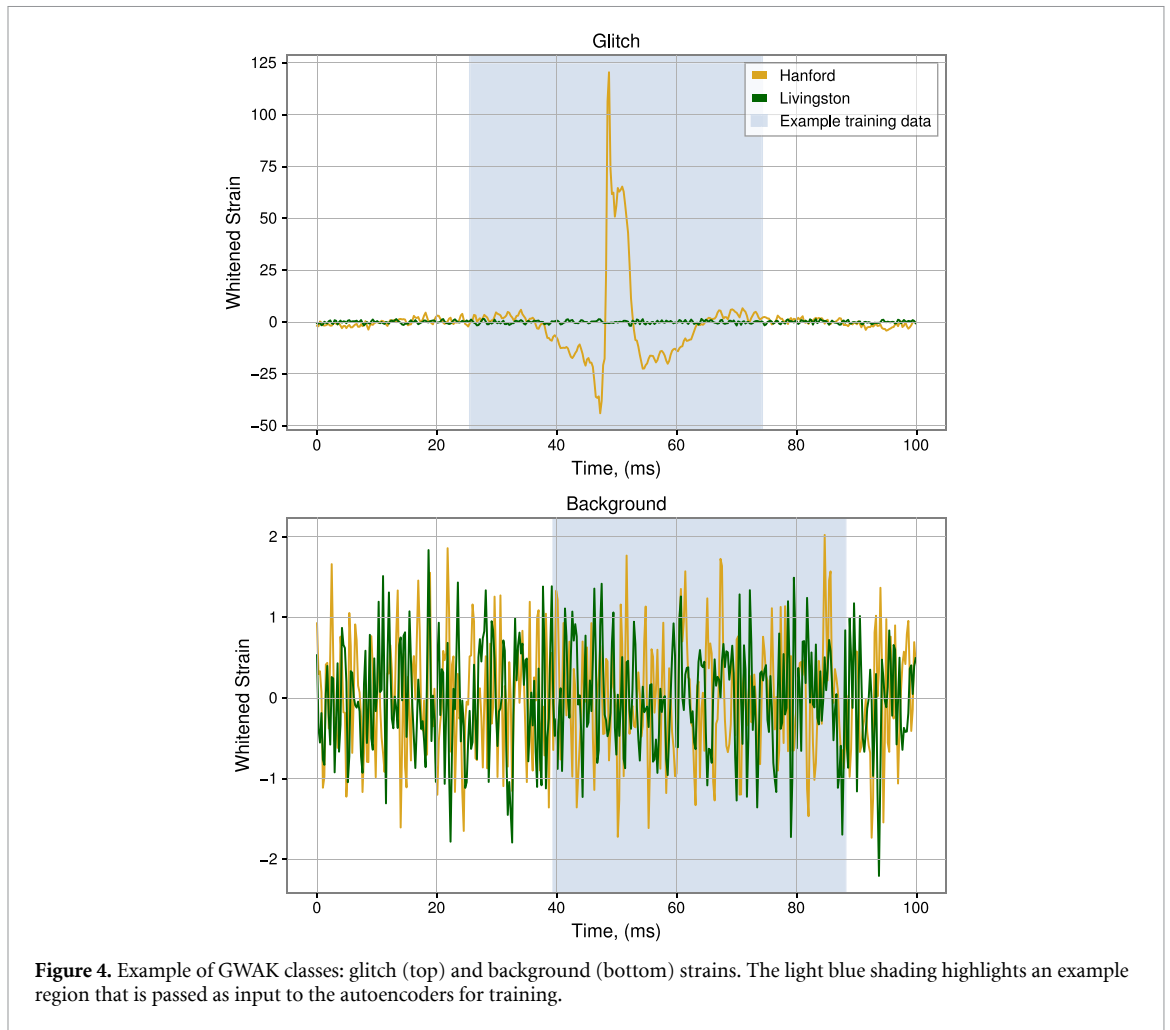 Glitch
Hanford
Livingston
Example training data
125
100
75
50
25
0
−25
−50
Whitened Strain
0 20 40 60 80 100
Time, (ms)
Background
2
1
0
−1
−2
Whitened Strain
0 20 40 60 80 100
Time, (ms)
Figure 4. Example of GWAK classes: glitch (top) and background (bottom) strains. The light blue shading highlights an example
region that is passed as input to the autoencoders for training.